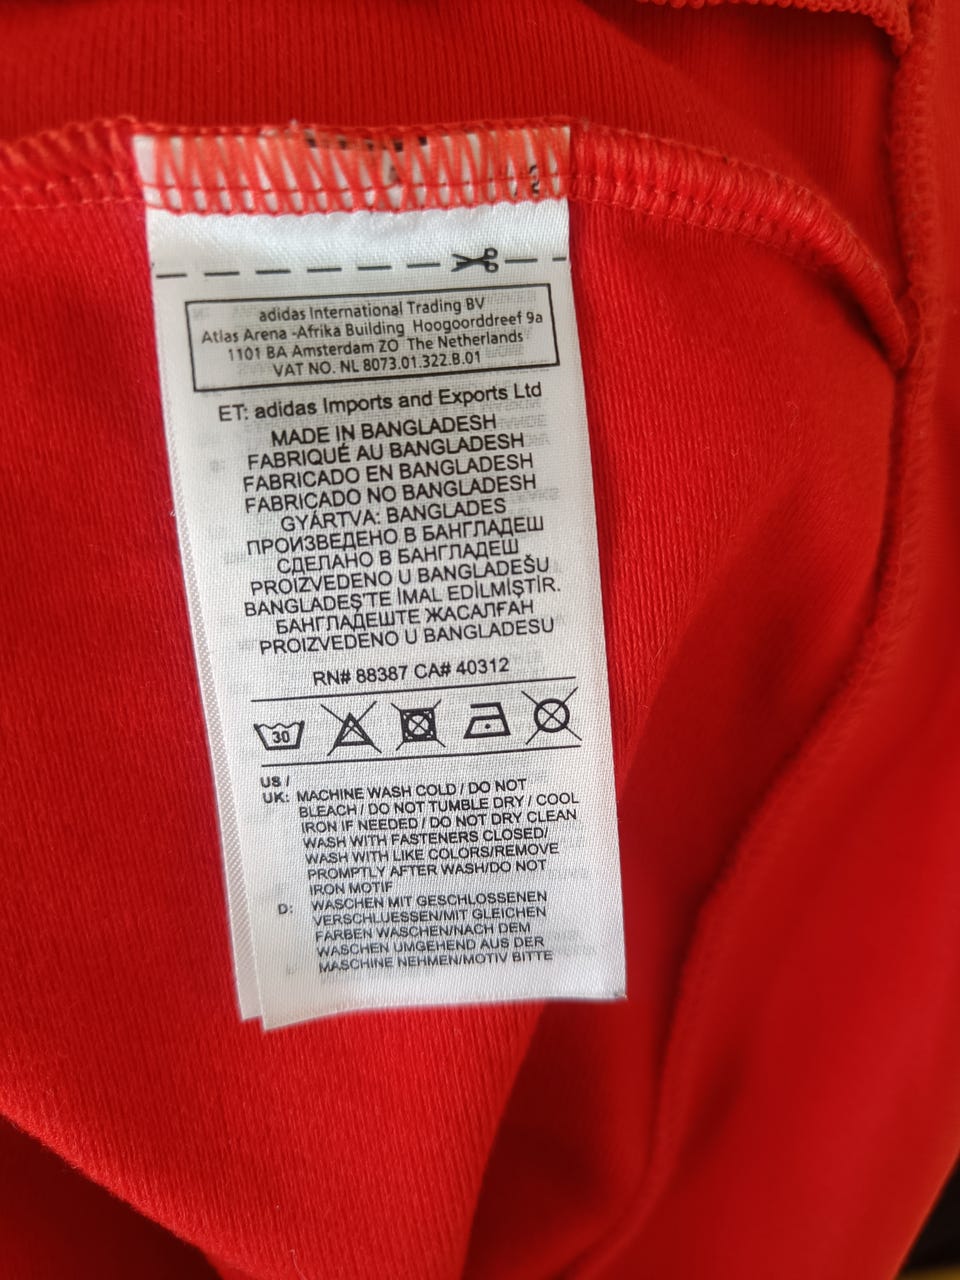 adidas International Trading BV
Atlas Arena -Afrika Building Hoogoorddreef 9a
1101 BA Amsterdam ZO The Netherlands
VAT NO. NL 8073.01.322.B.01
ET: adidas Imports and Exports Ltd
MADE IN BANGLADESH
FABRIQUÉ AU BANGLADESH
FABRICADO EN BANGLADESH
FABRICADO NO BANGLADESH
GYÁRTVA: BANGLADES
ПРОИЗВЕДЕНО В БАНГЛАДЕШ
СДЕЛАНО В БАНГЛАДЕШ
PROIZVEDENO U BANGLADEŠU
BANGLADEŞ'TE İMAL EDİLMİŞTİR.
БАНГЛАДЕШТЕ ЖАСАЛҒАН
PROIZVEDENO U BANGLADESU
RN# 88387 CA# 40312
30
US /
UK: MACHINE WASH COLD / DO NOT
BLEACH / DO NOT TUMBLE DRY / COOL
IRON IF NEEDED / DO NOT DRY CLEAN
WASH WITH FASTENERS CLOSED/
WASH WITH LIKE COLORS/REMOVE
PROMPTLY AFTER WASH/DO NOT
IRON MOTIF
D: WASCHEN MIT GESCHLOSSENEN
VERSCHLUESSEN/MIT GLEICHEN
FARBEN WASCHEN/NACH DEM
WASCHEN UMGEHEND AUS DER
MASCHINE NEHMEN/MOTIV BITTE